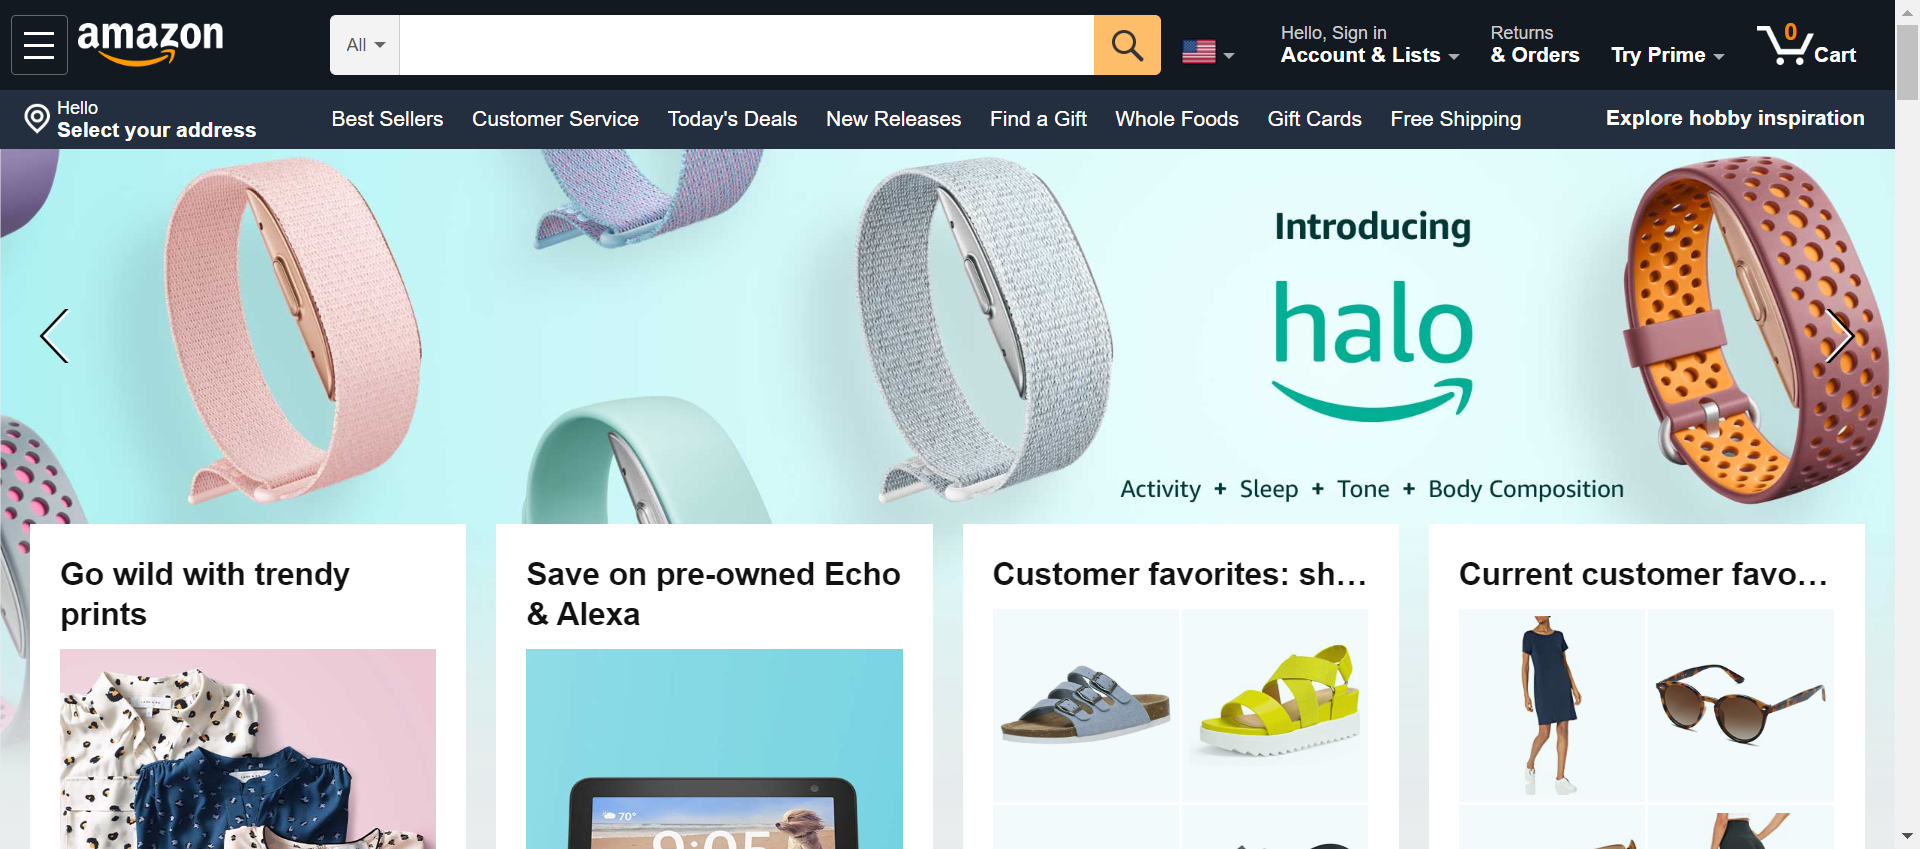 amazon
All
Hello, Sign in
Account & Lists
Returns
& Orders
Try Prime
0
Cart
Hello
Select your address
Best Sellers
Customer Service
Today's Deals
New Releases
Find a Gift
Whole Foods
Gift Cards
Free Shipping
Explore hobby inspiration
Introducing
halo
Activity + Sleep + Tone + Body Composition
Go wild with trendy
prints
Save on pre-owned Echo
& Alexa
Customer favorites: sh...
Current customer favo...
70°
9:05